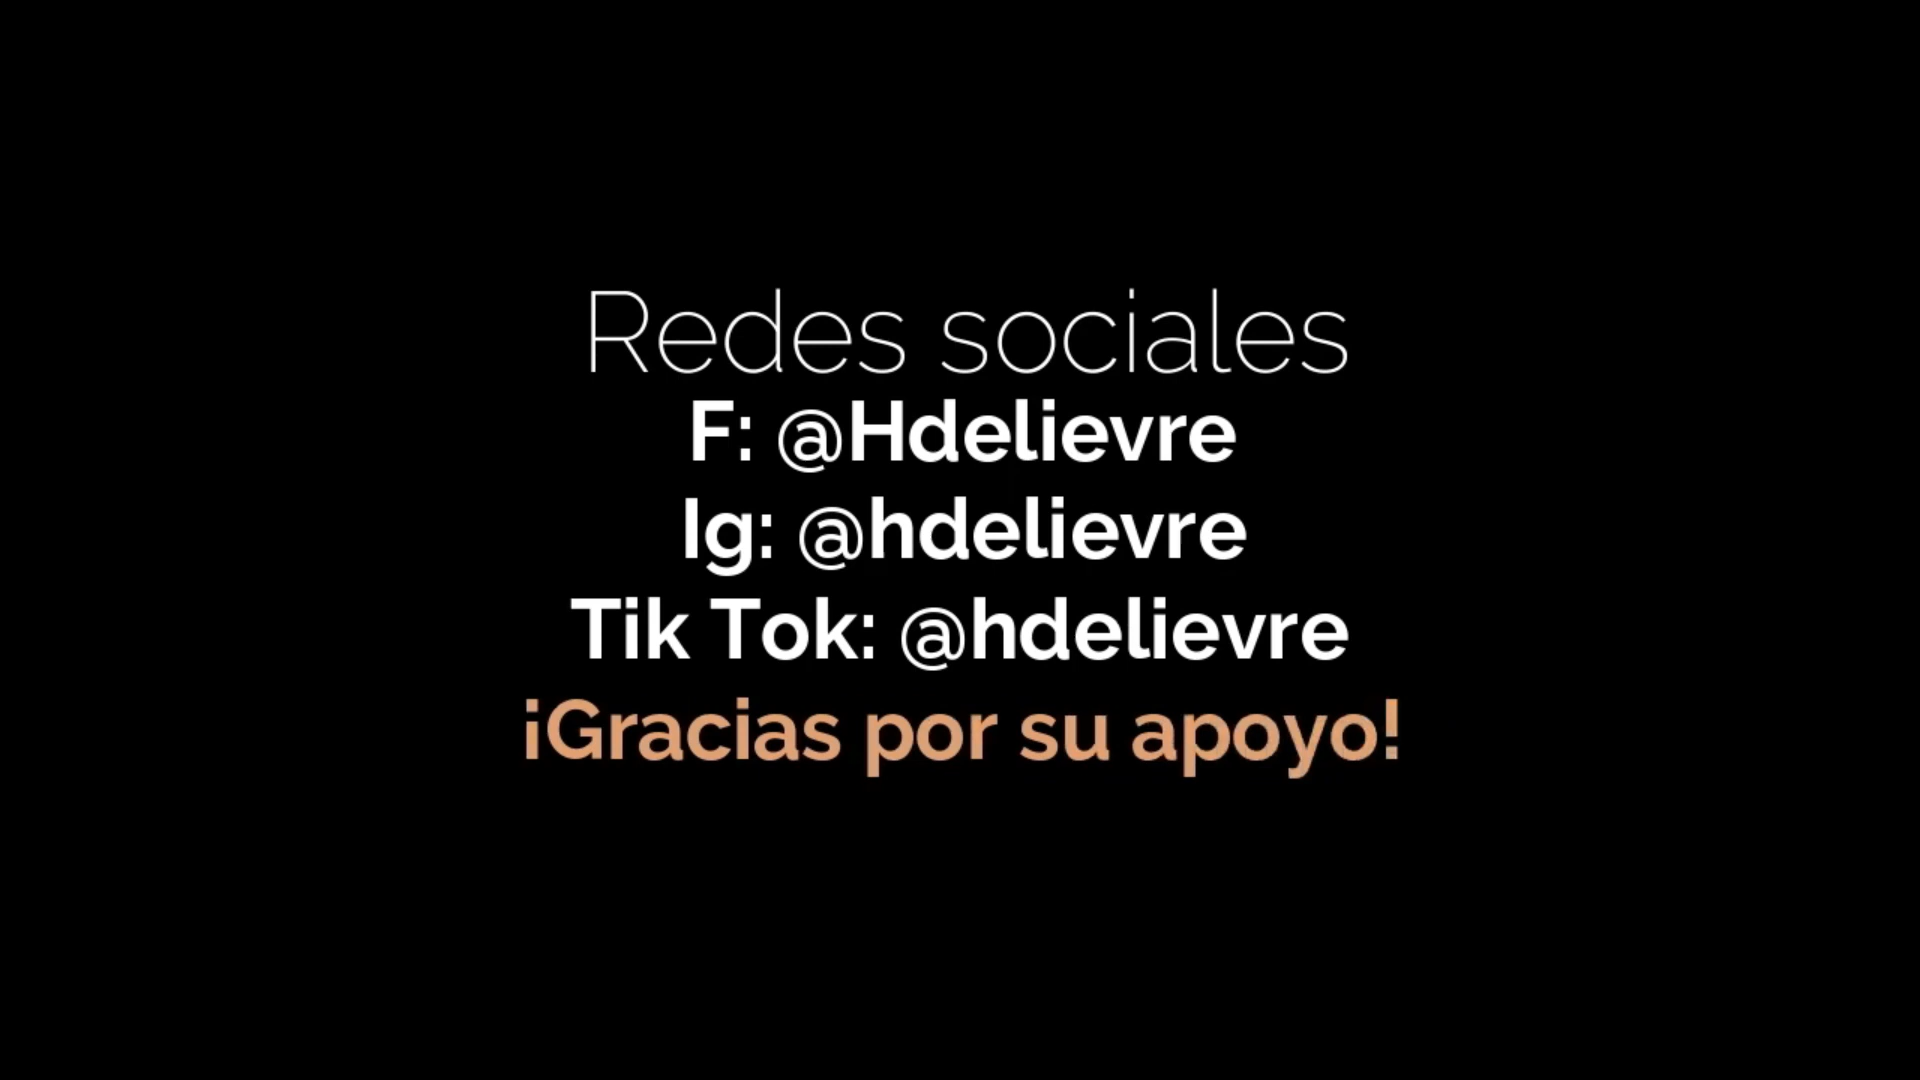 Redes sociales
F: @Hdelievre
Ig: @hdelievre
Tik Tok: @hdelievre
¡Gracias por su apoyo!